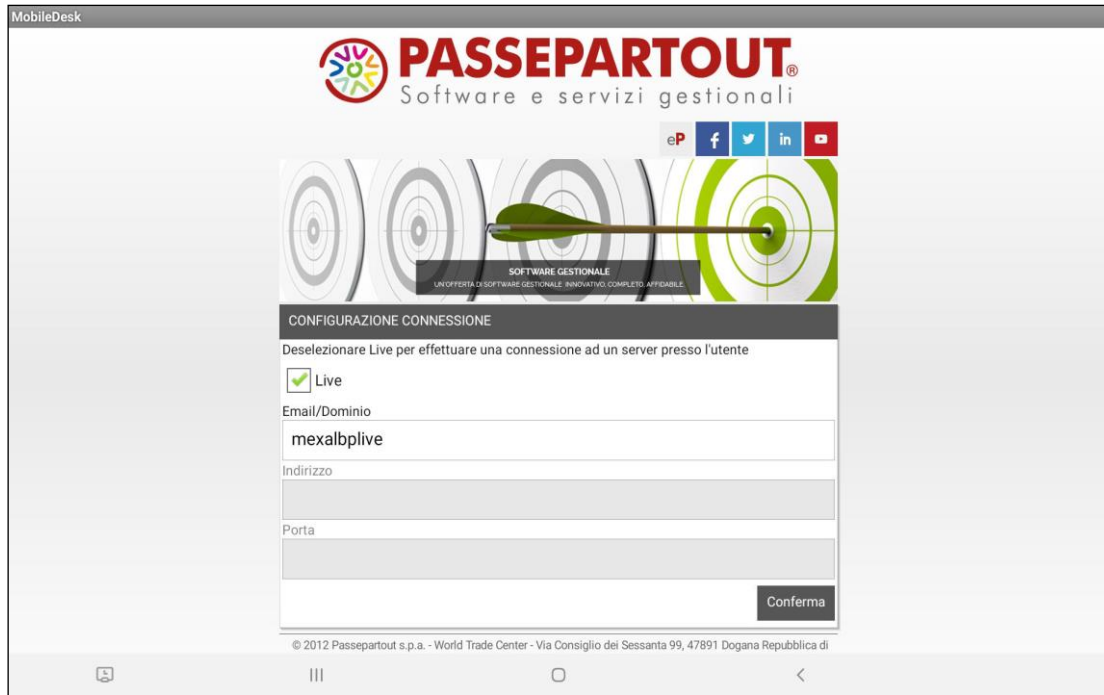 MobileDesk
PASSEPARTOUT®
Software e servizi gestionali
eP f in
SOFTWARE GESTIONALE
UN'OFFERTA DI SOFTWARE GESTIONALE INNOVATIVO, COMPLETO, AFFIDABILE.
CONFIGURAZIONE CONNESSIONE
Deselezionare Live per effettuare una connessione ad un server presso l'utente
Live
Email/Dominio
mexalbplive
Indirizzo
Porta
Conferma
© 2012 Passepartout s.p.a. - World Trade Center - Via Consiglio dei Sessanta 99, 47891 Dogana Repubblica di